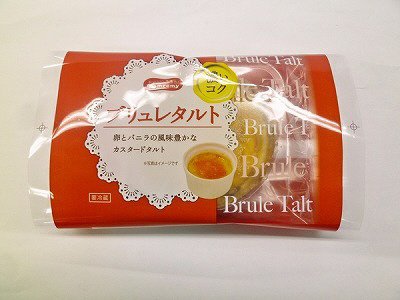 コク
ブリュレタルト
卵とバニラの風味豊かな
カスタードタルト
※写真はイメージです
要冷蔵
Brule Talt
Brule Talt
Brule T
Brule
Brule Talt